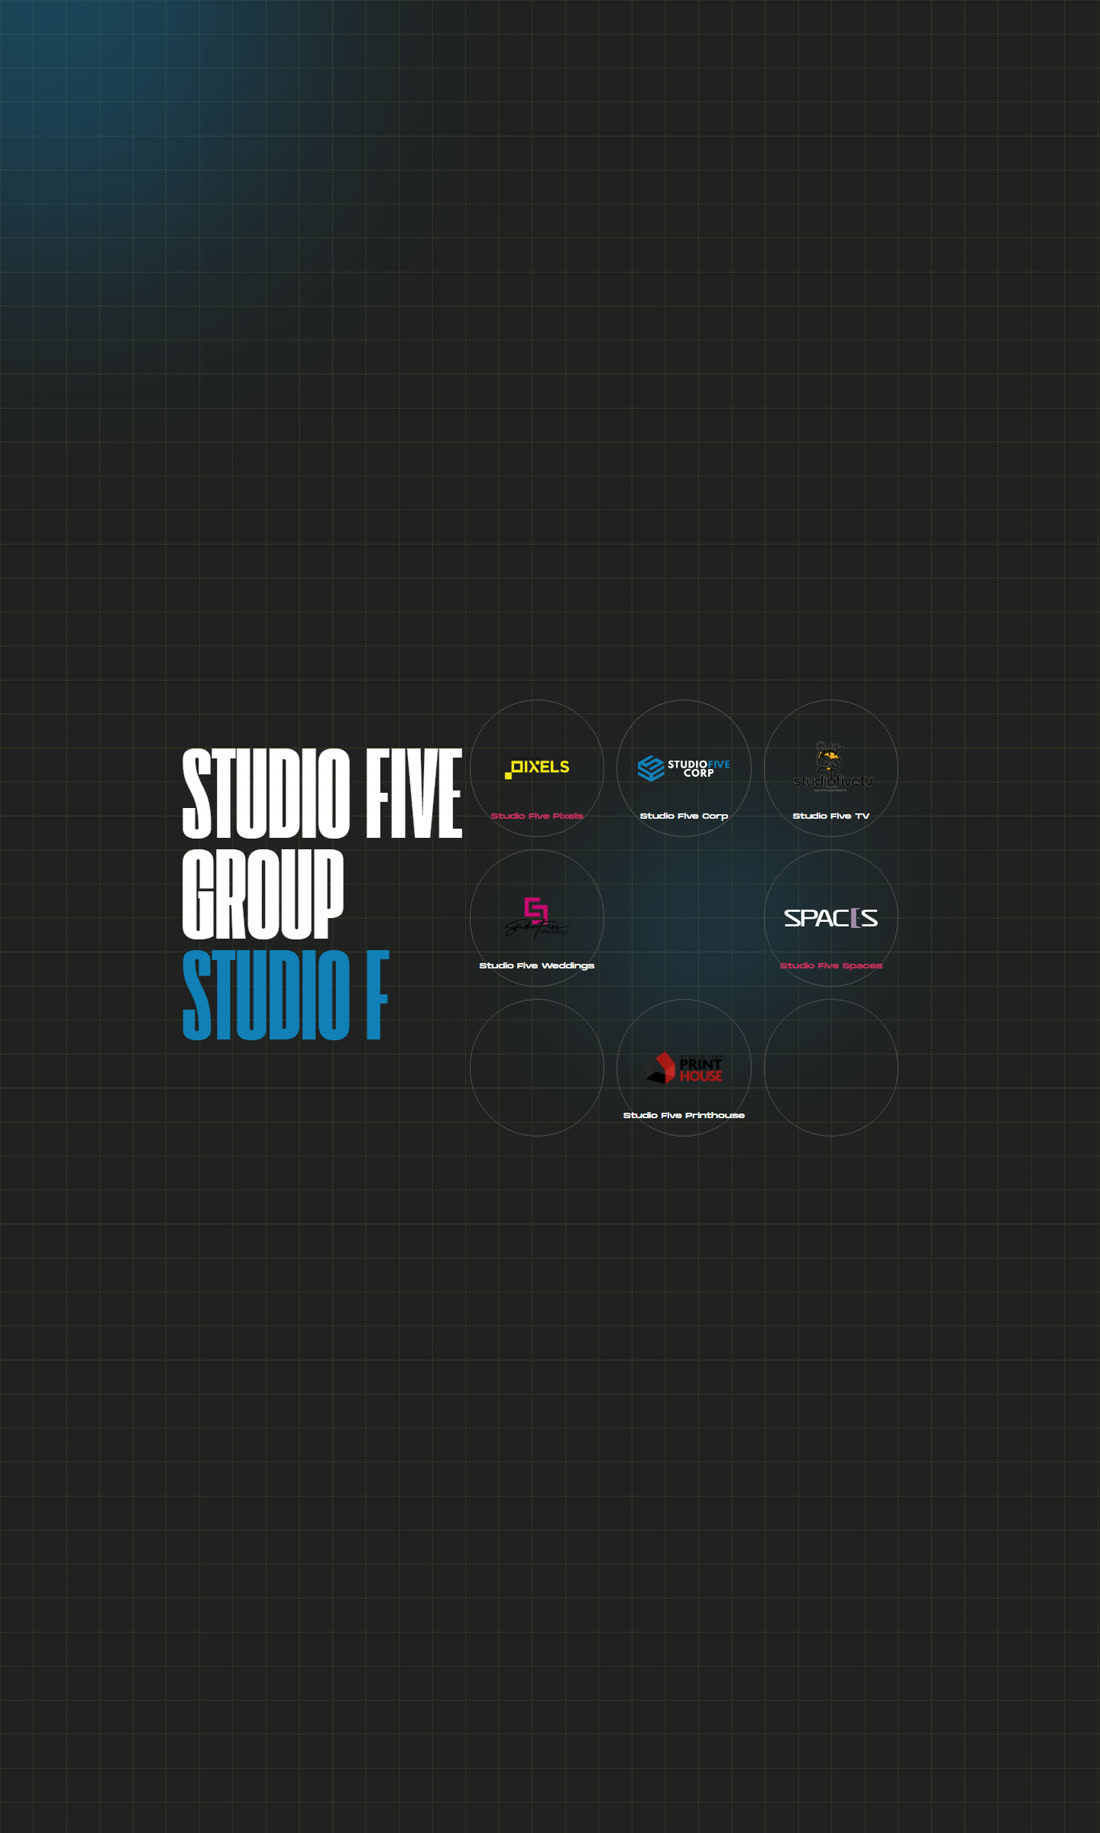 STUDIO FIVE
GROUP
STUDIO F
PIXELS
Studio Five Pixels
STUDIOFIVE
CORP
Studio Five Corp
studiofivetv
Studio Five TV
Studio Five
Studio Five Weddings
SPACES
Studio Five Spaces
PRINT
HOUSE
Studio Five Printhouse